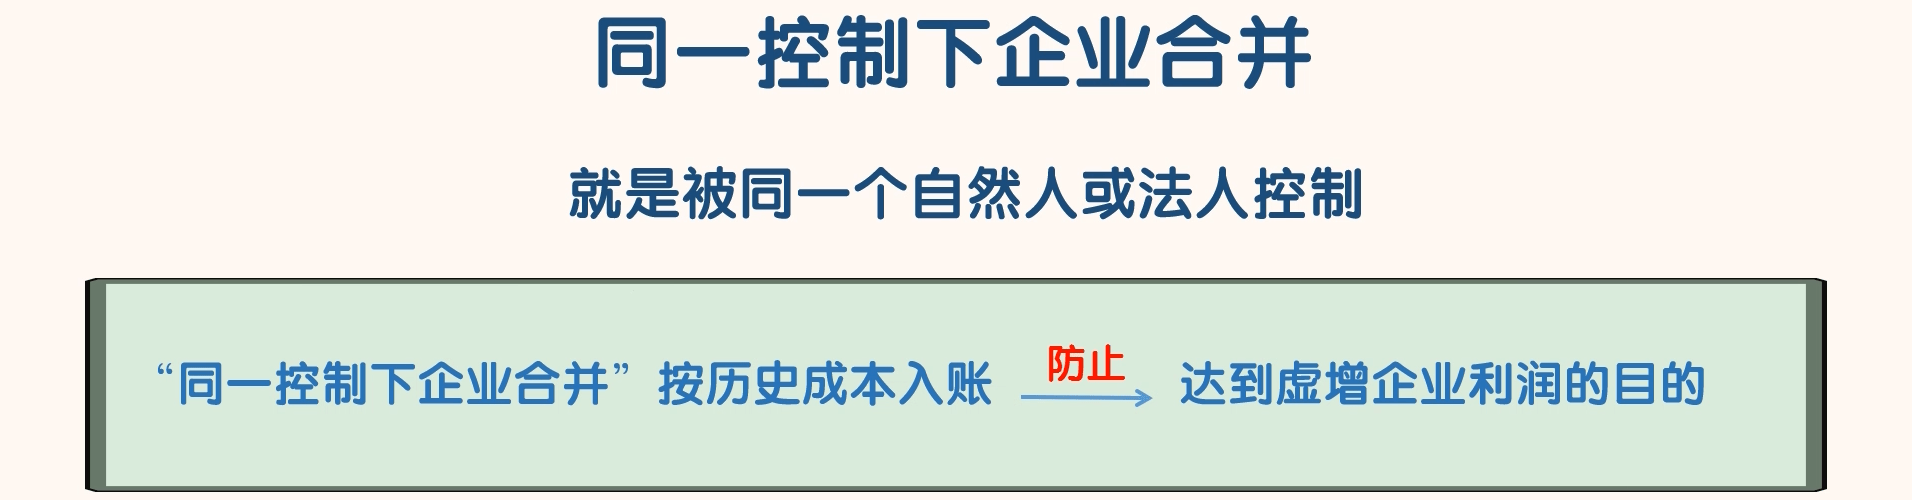 同一控制下企业合并
就是被同一个自然人或法人控制
“同一控制下企业合并” 按历史成本入账 防止 达到虚增企业利润的目的